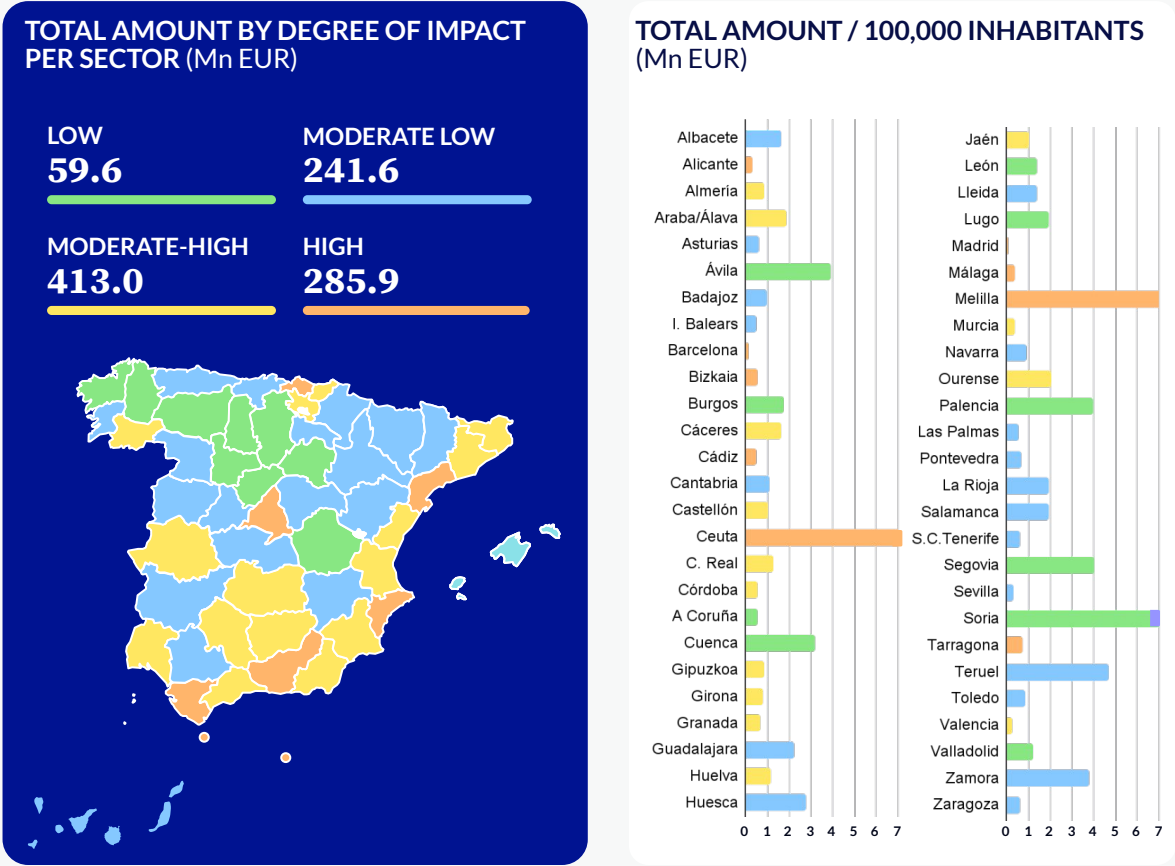 TOTAL AMOUNT BY DEGREE OF IMPACT
PER SECTOR (Mn EUR)
LOW
59.6
MODERATE LOW
241.6
MODERATE-HIGH
413.0
HIGH
285.9
TOTAL AMOUNT / 100,000 INHABITANTS
(Mn EUR)
Albacete
Alicante
Almería
Araba/Álava
Asturias
Ávila
Badajoz
I. Balears
Barcelona
Bizkaia
Burgos
Cáceres
Cádiz
Cantabria
Castellón
Ceuta
C. Real
Córdoba
A Coruña
Cuenca
Gipuzkoa
Girona
Granada
Guadalajara
Huelva
Huesca
0 1 2 3 4 5 6 7
Jaén
León
Lleida
Lugo
Madrid
Málaga
Melilla
Murcia
Navarra
Ourense
Palencia
Las Palmas
Pontevedra
La Rioja
Salamanca
S.C.Tenerife
Segovia
Sevilla
Soria
Tarragona
Teruel
Toledo
Valencia
Valladolid
Zamora
Zaragoza
0 1 2 3 4 5 6 7